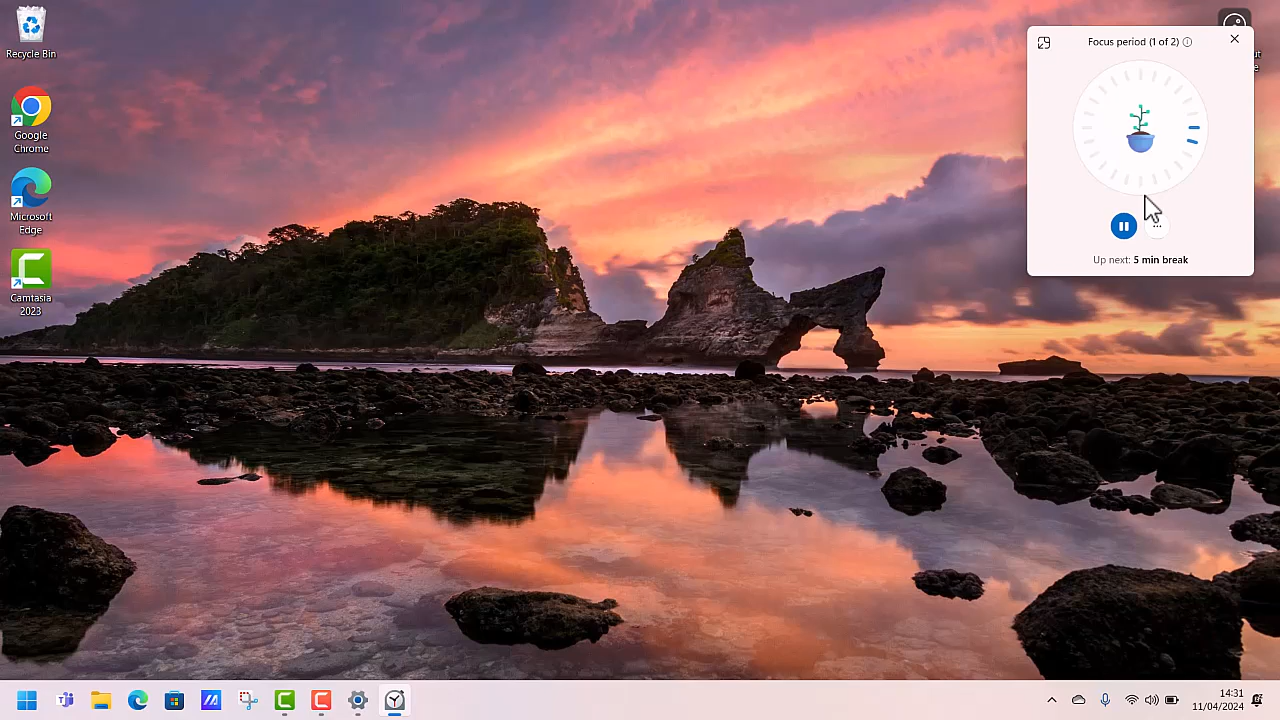 Recycle Bin
Google
Chrome
Microsoft
Edge
Camtasia
2023
Focus period (1 of 2)
Up next: 5 min break
14:31
11/04/2024